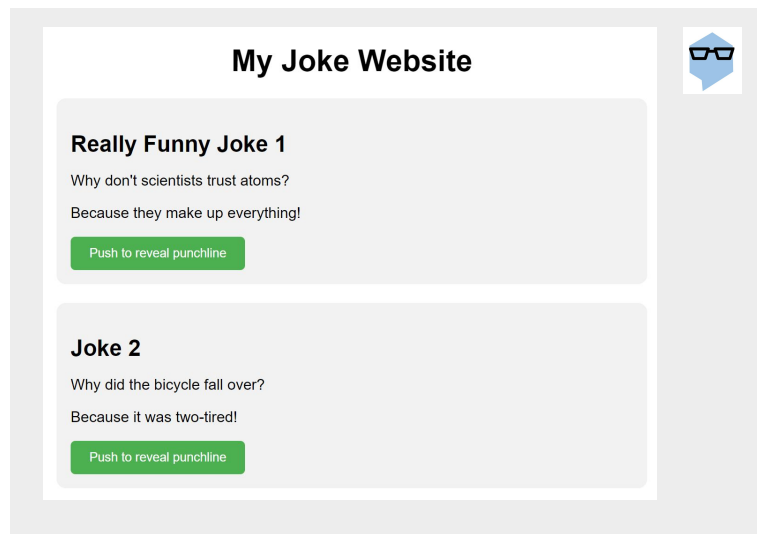 My Joke Website
Really Funny Joke 1
Why don't scientists trust atoms?
Because they make up everything!
Push to reveal punchline
Joke 2
Why did the bicycle fall over?
Because it was two-tired!
Push to reveal punchline